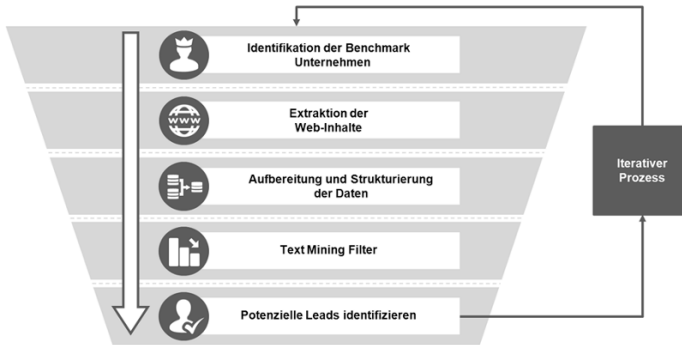 Identifikation der Benchmark
Unternehmen
www
Extraktion der
Web-Inhalte
Aufbereitung und Strukturierung
der Daten
Text Mining Filter
Potenzielle Leads identifizieren
Iterativer
Prozess